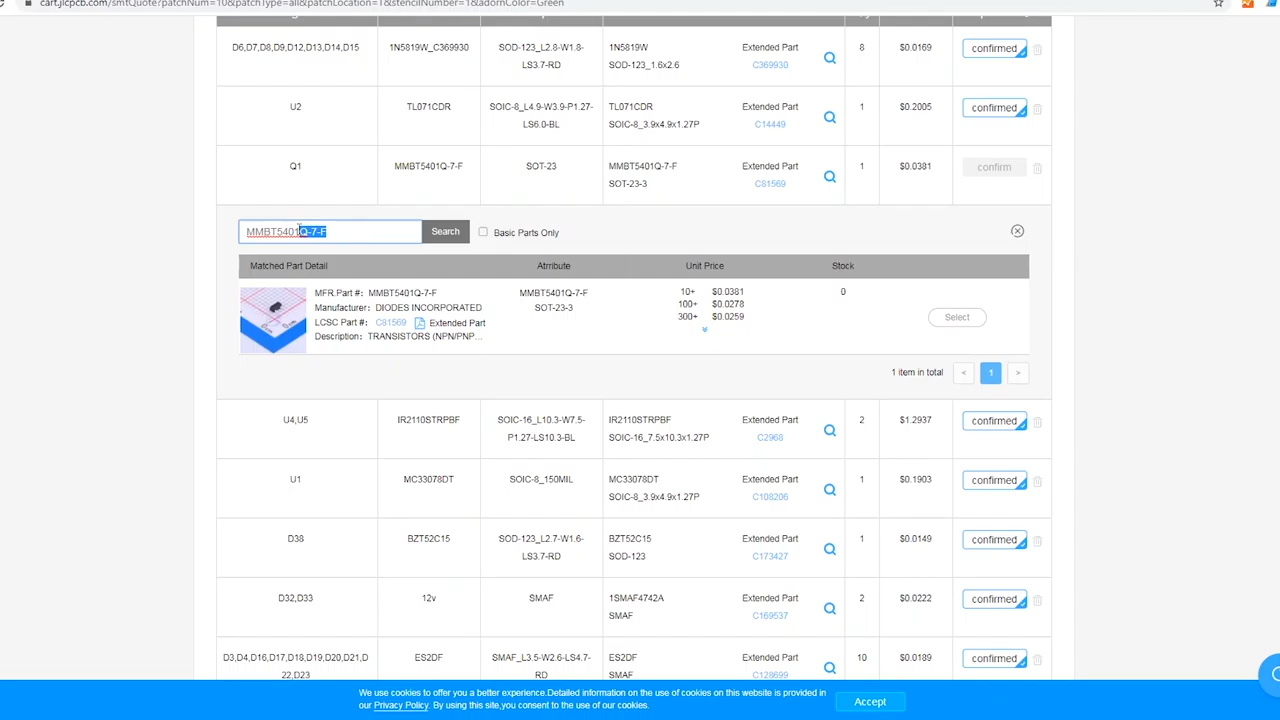 cart.jlcpcb.com/smtQuote?patchNum=10&patchType=all&patchLocation=1&stencilNumber=1&adornColor=Green
D6,D7,D8,D9,D12,D13,D14,D15 1N5819W_C369930 SOD-123_L2.8-W1.8- 1N5819W Extended Part 8 $0.0169 confirmed
LS3.7-RD SOD-123_1.6x2.6 C369930
U2 TL071CDR SOIC-8_L4.9-W3.9-P1.27- TL071CDR Extended Part 1 $0.2005 confirmed
LS6.0-BL SOIC-8_3.9x4.9x1.27P C14449
Q1 MMBT5401Q-7-F SOT-23 MMBT5401Q-7-F Extended Part 1 $0.0381 confirm
SOT-23-3 C81569
MMBT5401Q-7-F Search Basic Parts Only
Matched Part Detail Atrribute Unit Price Stock
MFR.Part #: MMBT5401Q-7-F MMBT5401Q-7-F 10+ $0.0381 0
Manufacturer: DIODES INCORPORATED SOT-23-3 100+ $0.0278
LCSC Part #: C81569 Extended Part 300+ $0.0259 Select
Description: TRANSISTORS (NPN/PNP...
1 item in total < 1 >
U4,U5 IR2110STRPBF SOIC-16_L10.3-W7.5- IR2110STRPBF Extended Part 2 $1.2937 confirmed
P1.27-LS10.3-BL SOIC-16_7.5x10.3x1.27P C2968
U1 MC33078DT SOIC-8_150MIL MC33078DT Extended Part 1 $0.1903 confirmed
SOIC-8_3.9x4.9x1.27P C108206
D38 BZT52C15 SOD-123_L2.7-W1.6- BZT52C15 Extended Part 1 $0.0149 confirmed
LS3.7-RD SOD-123 C173427
D32,D33 12v SMAF 1SMAF4742A Extended Part 2 $0.0222 confirmed
SMAF C169537
D3,D4,D16,D17,D18,D19,D20,D21,D ES2DF SMAF_L3.5-W2.6-LS4.7- ES2DF Extended Part 10 $0.0189 confirmed
22,D23 RD SMAF C128699
We use cookies to offer you a better experience.Detailed information on the use of cookies on this website is provided in
our Privacy Policy. By using this site,you consent to the use of our cookies.
Accept